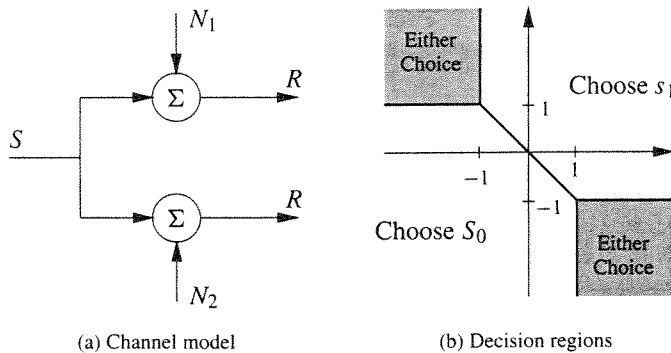 N1
Σ
R
S
Σ
R
N2
(a) Channel model
Either
Choice
Choose s1
1
-1
1
-1
Choose S0
Either
Choice
(b) Decision regions